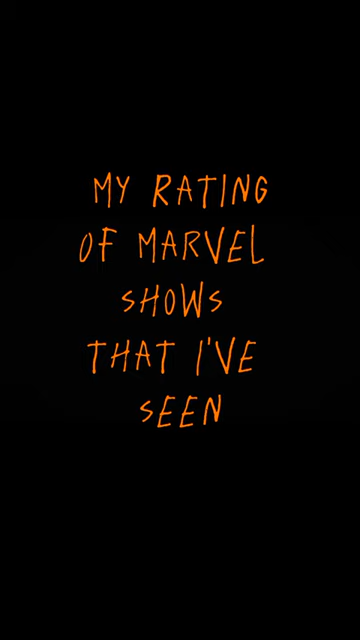 MY RATING
OF MARVEL
SHOWS
THAT I'VE
SEEN